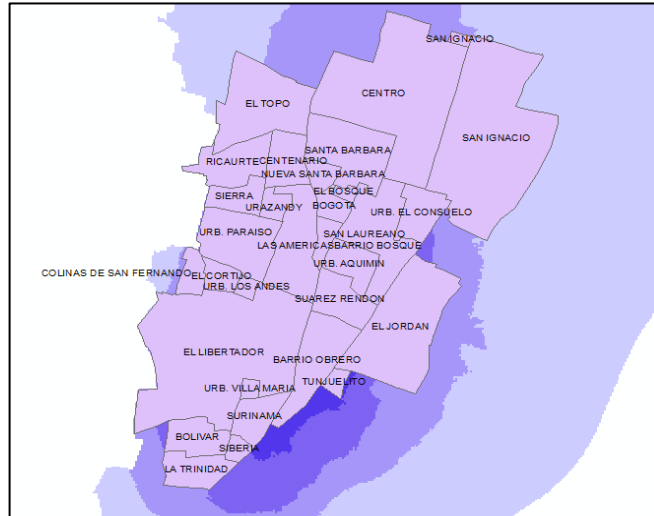 SAN IGNACIO
CENTRO
EL TOPO
SAN IGNACIO
SANTA BARBARA
RICAURTE
CENTENARIO
NUEVA SANTA BARBARA
SIERRA
EL BOSQUE
URAZANDY
BOGOTA
URB. EL CONSUELO
URB. PARAISO
SAN LAUREANO
LAS AMERICAS
BARRIO BOSQUE
URB. AQUIMIN
COLINAS DE SAN FERNANDO
EL CORTIJO
URB. LOS ANDES
SUAREZ RENDON
EL JORDAN
EL LIBERTADOR
BARRIO OBRERO
TUNJUELITO
URB. VILLA MARIA
SURINAMA
BOLIVAR
SIBERIA
LA TRINIDAD